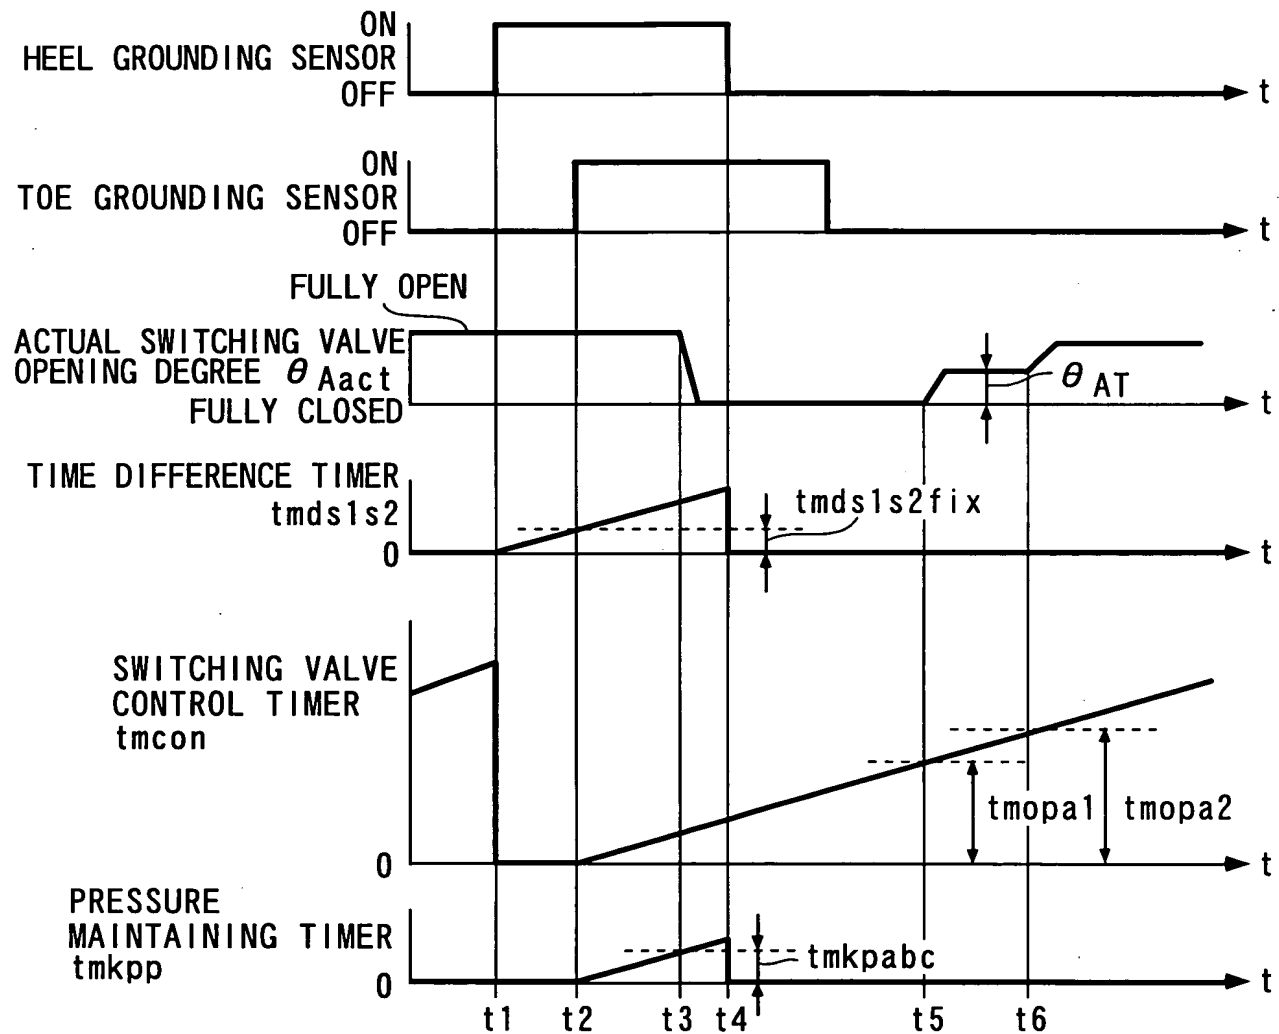 ON
HEEL GROUNDING SENSOR
OFF
t
ON
TOE GROUNDING SENSOR
OFF
t
FULLY OPEN
ACTUAL SWITCHING VALVE
OPENING DEGREE θAact
FULLY CLOSED
θAT
t
TIME DIFFERENCE TIMER
tmds1s2
tmds1s2fix
0
t
SWITCHING VALVE
CONTROL TIMER
tmcon
tmopa1
tmopa2
0
t
PRESSURE
MAINTAINING TIMER
tmkpp
tmkpabc
0
t
t1 t2 t3 t4 t5 t6